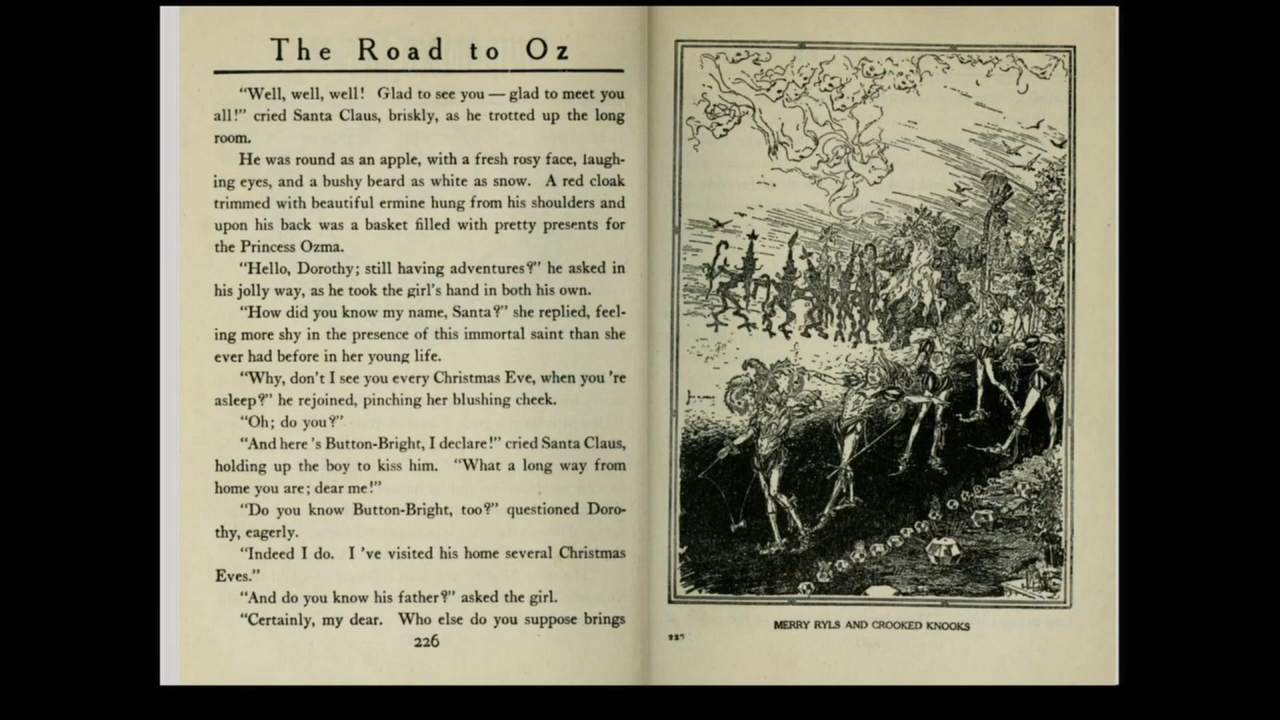 The Road to Oz
“Well, well, well! Glad to see you — glad to meet you
all!” cried Santa Claus, briskly, as he trotted up the long
room.
He was round as an apple, with a fresh rosy face, laugh-
ing eyes, and a bushy beard as white as snow. A red cloak
trimmed with beautiful ermine hung from his shoulders and
upon his back was a basket filled with pretty presents for
the Princess Ozma.
“Hello, Dorothy; still having adventures?” he asked in
his jolly way, as he took the girl's hand in both his own.
“How did you know my name, Santa?” she replied, feel-
ing more shy in the presence of this immortal saint than she
ever had before in her young life.
“Why, don't I see you every Christmas Eve, when you 're
asleep?” he rejoined, pinching her blushing cheek.
“Oh; do you?”
“And here 's Button-Bright, I declare!” cried Santa Claus,
holding up the boy to kiss him. “What a long way from
home you are; dear me!”
“Do you know Button-Bright, too?” questioned Doro-
thy, eagerly.
“Indeed I do. I 've visited his home several Christmas
Eves.”
“And do you know his father?” asked the girl.
“Certainly, my dear. Who else do you suppose brings
226
MERRY RYLS AND CROOKED KNOOKS
227